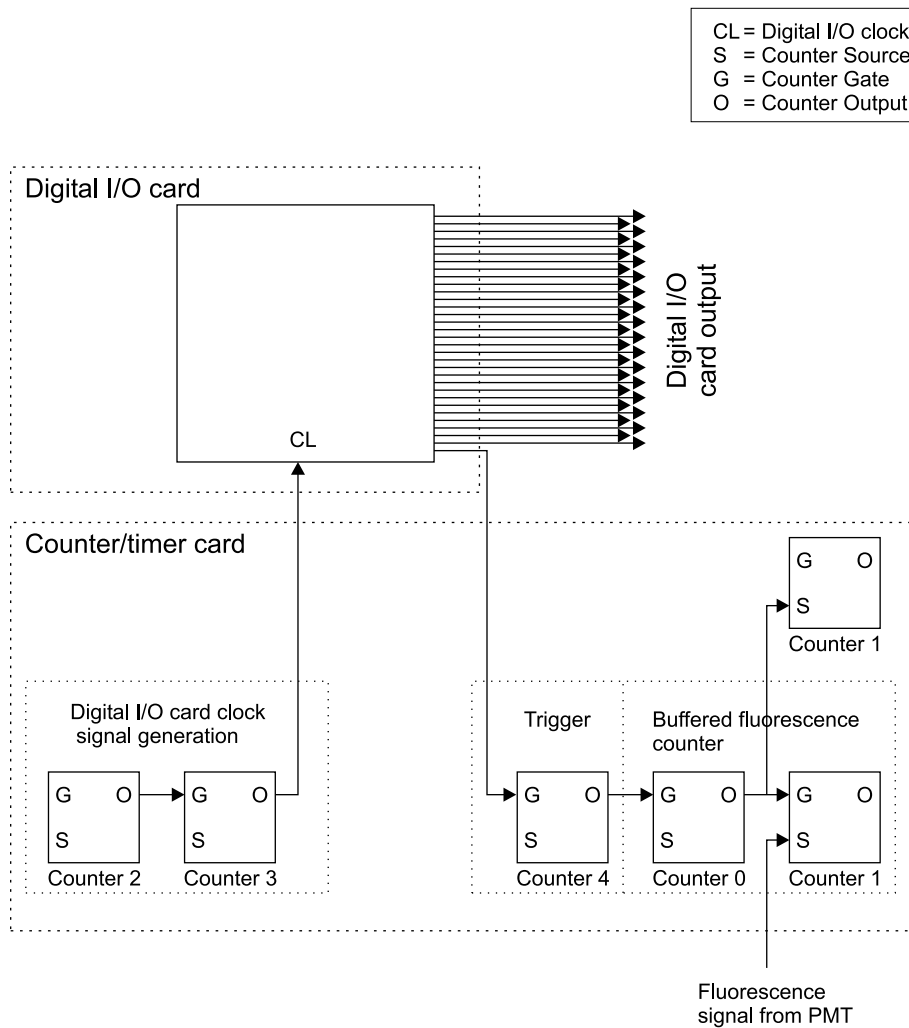 CL = Digital I/O clock
S = Counter Source
G = Counter Gate
O = Counter Output
Digital I/O card
CL
Digital I/O
card output
Counter/timer card
G O
S
Counter 1
Digital I/O card clock
signal generation
Trigger
Buffered fluorescence
counter
G O
S
Counter 2
G O
S
Counter 3
G O
S
Counter 4
G O
S
Counter 0
G O
S
Counter 1
Fluorescence
signal from PMT